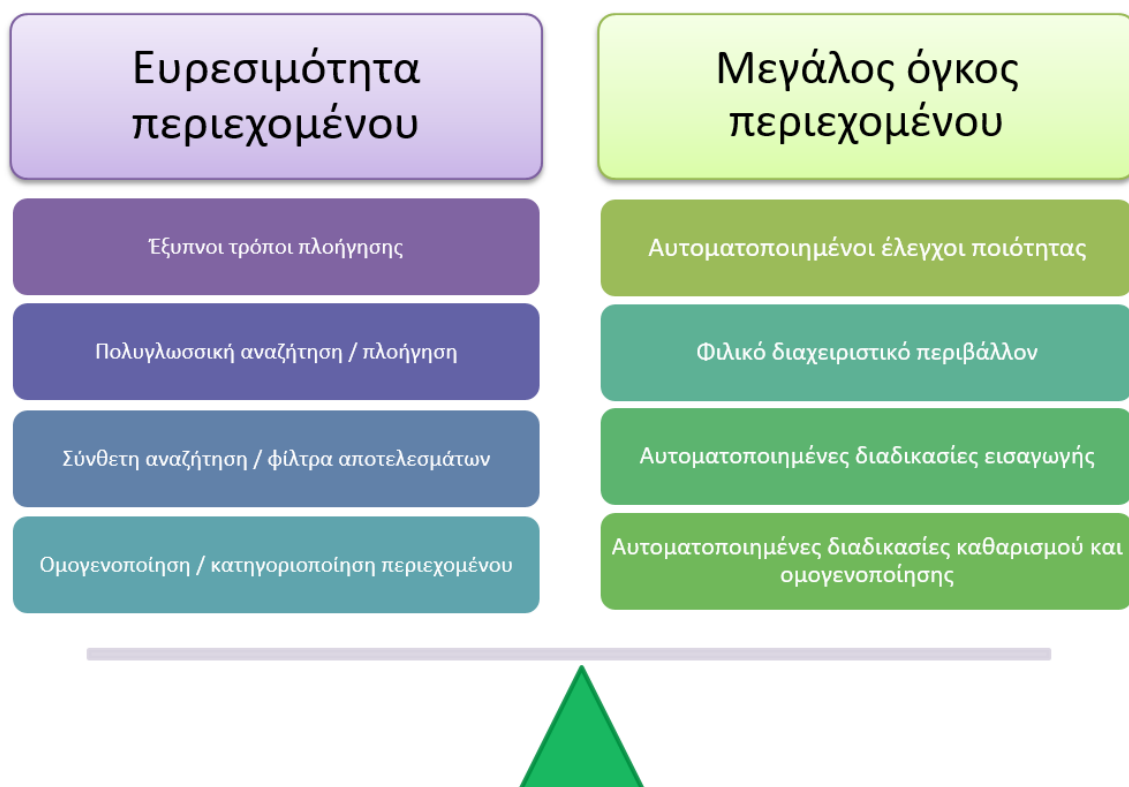 Ευρεσιμότητα
περιεχομένου
Έξυπνοι τρόποι πλοήγησης
Πολυγλωσσική αναζήτηση / πλοήγηση
Σύνθετη αναζήτηση / φίλτρα αποτελεσμάτων
Ομογενοποίηση / κατηγοριοποίηση περιεχομένου
Μεγάλος όγκος
περιεχομένου
Αυτοματοποιημένοι έλεγχοι ποιότητας
Φιλικό διαχειριστικό περιβάλλον
Αυτοματοποιημένες διαδικασίες εισαγωγής
Αυτοματοποιημένες διαδικασίες καθαρισμού και
ομογενοποίησης